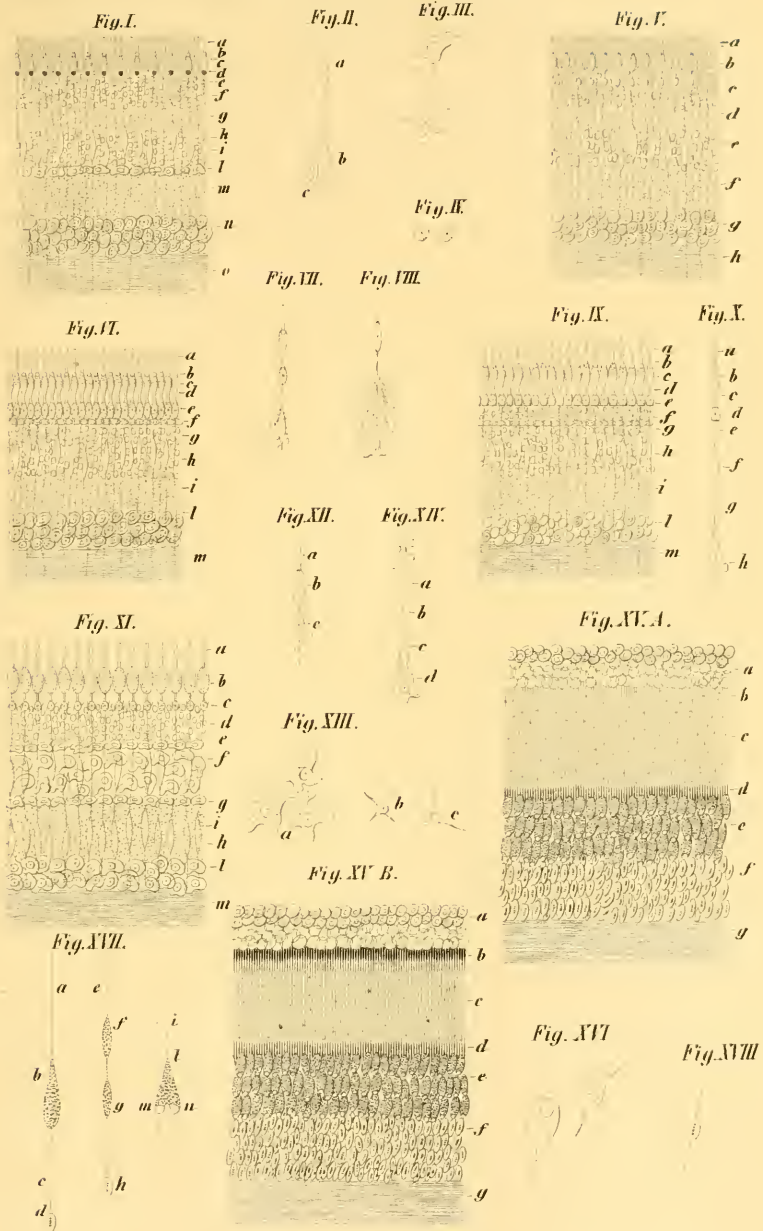 Fig. I.
a
b
c
d
e
f
g
h
i
l
m
n
o
Fig. II.
a
b
c
Fig. III.
Fig. IV.
Fig. V.
a
b
c
d
e
f
g
h
Fig. VI.
a
b
c
d
e
f
g
h
i
l
m
Fig. VII.
Fig. VIII.
Fig. IX.
a
b
c
d
e
f
g
h
i
l
m
Fig. X.
a
b
c
d
e
f
g
h
Fig. XI.
a
b
c
d
e
f
g
i
h
l
m
Fig. XII.
a
b
c
Fig. XIV.
a
b
c
d
Fig. XIII.
a
b
c
Fig. XV. A.
a
b
c
d
e
f
g
Fig. XV B.
a
b
c
d
e
f
g
Fig. XVII.
a
b
c
d
e
f
g
h
i
l
m n
Fig. XVI
Fig. XVIII